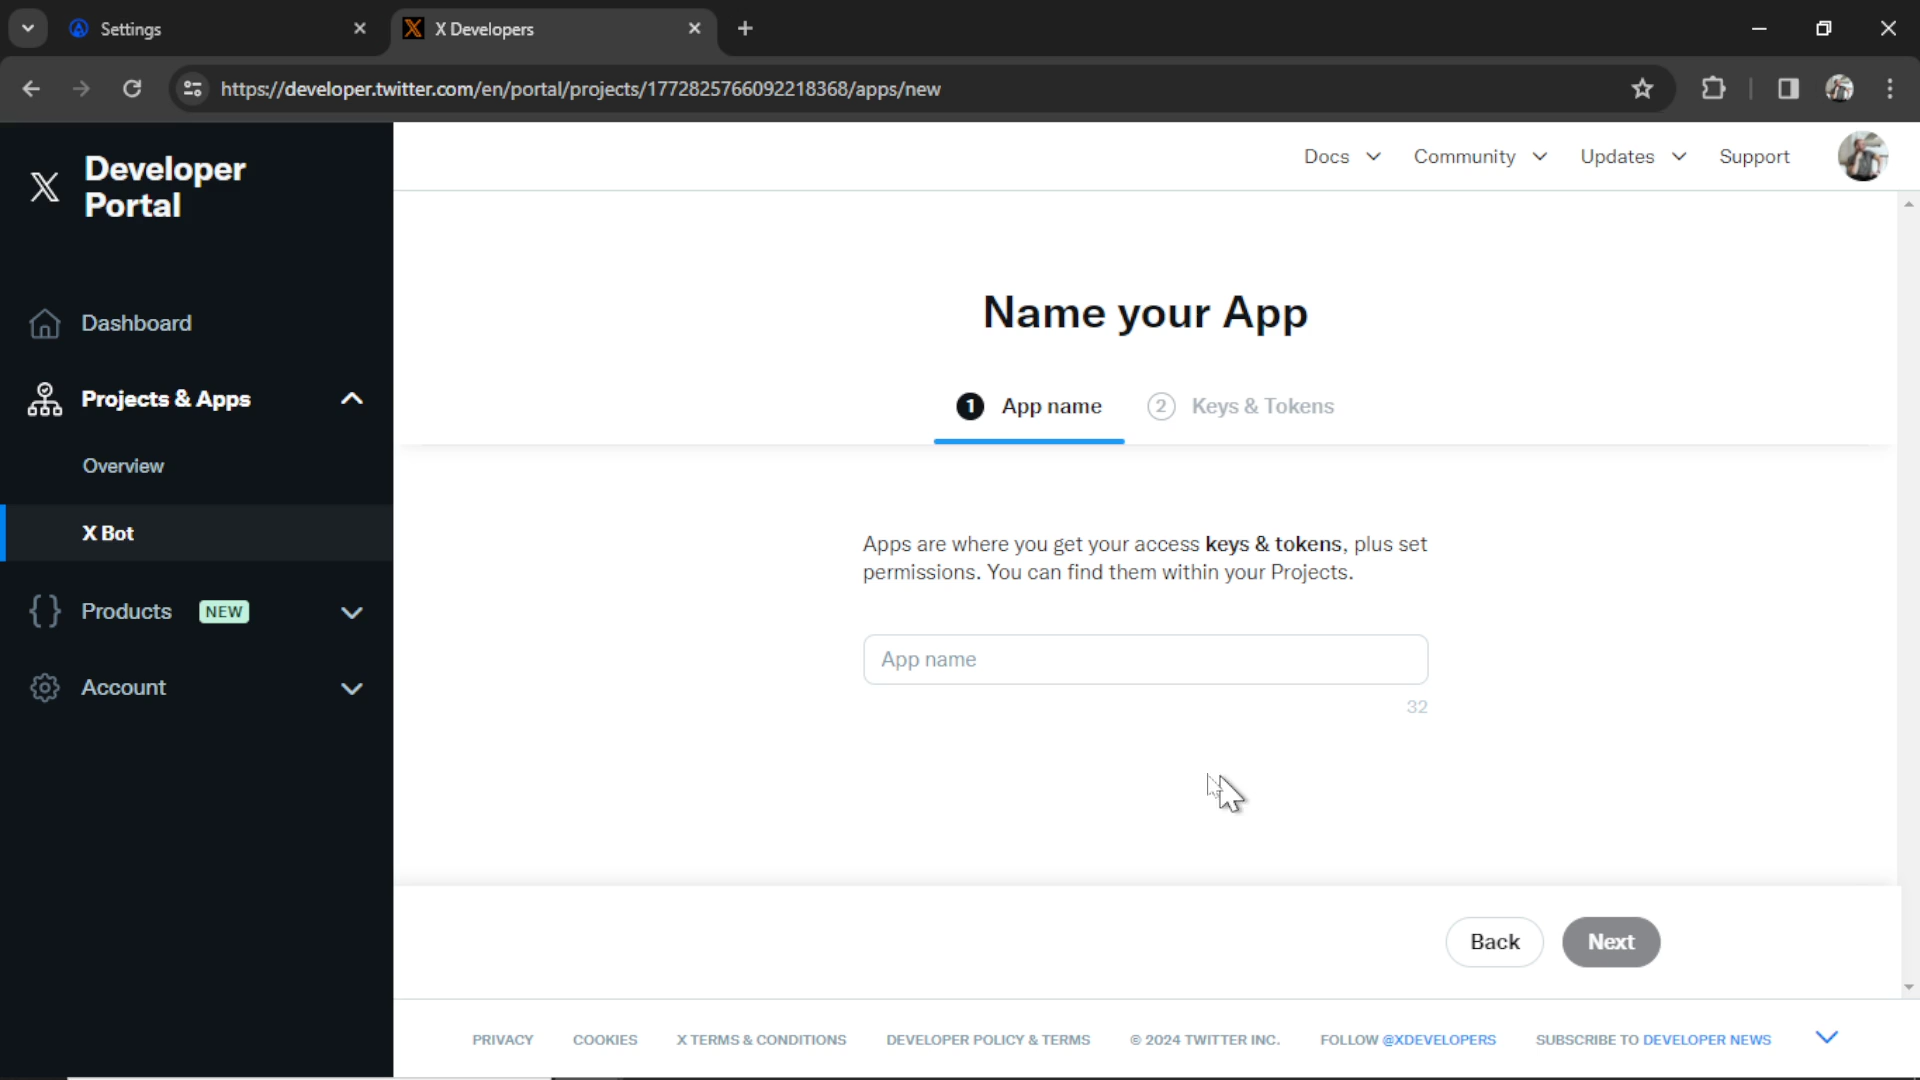 Settings
X Developers
https://developer.twitter.com/en/portal/projects/1772825766092218368/apps/new
Developer
Portal
Docs
Community
Updates
Support
Dashboard
Projects & Apps
Overview
X Bot
Products NEW
Account
Name your App
1 App name
2 Keys & Tokens
Apps are where you get your access keys & tokens, plus set
permissions. You can find them within your Projects.
App name
32
Back
Next
PRIVACY
COOKIES
X TERMS & CONDITIONS
DEVELOPER POLICY & TERMS
© 2024 TWITTER INC.
FOLLOW @XDEVELOPERS
SUBSCRIBE TO DEVELOPER NEWS